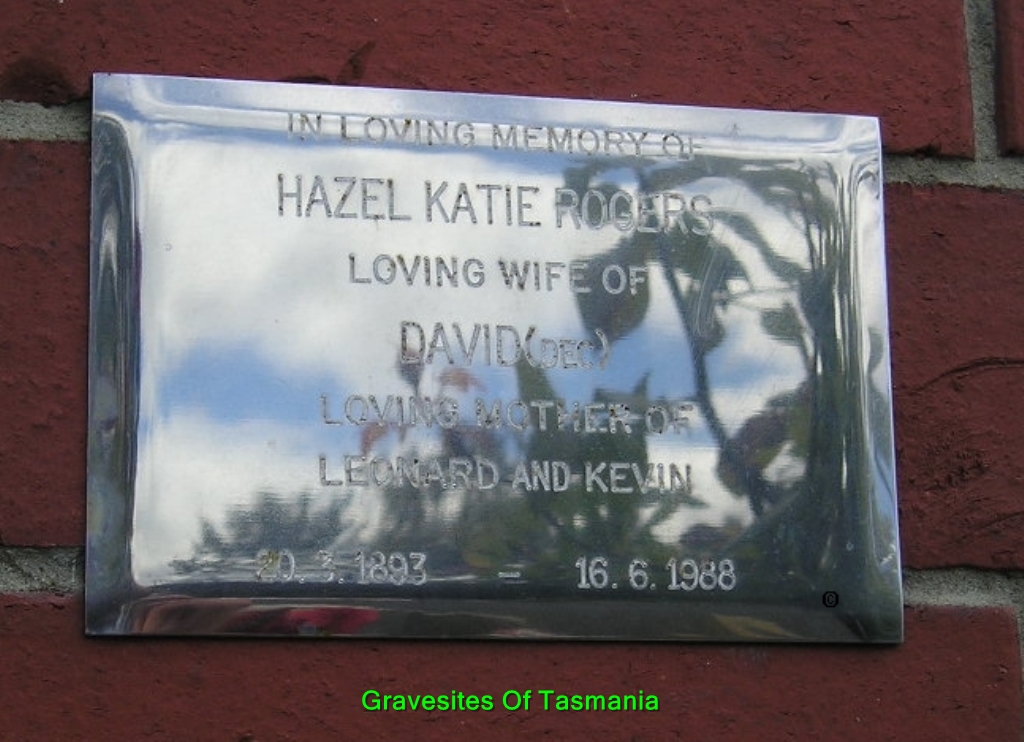 IN LOVING MEMORY OF
HAZEL KATIE ROGERS
LOVING WIFE OF
DAVID (DEC)
LOVING MOTHER OF
LEONARD AND KEVIN
20. 3. 1893 - 16. 6. 1988
©
Gravesites Of Tasmania